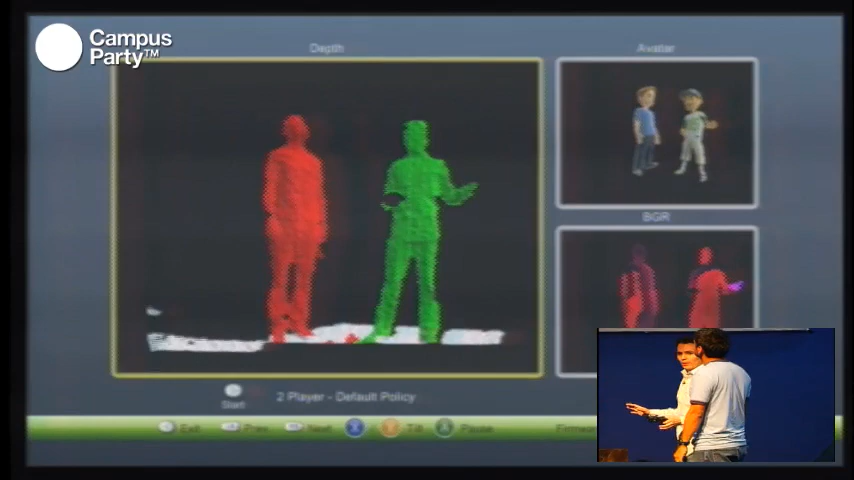 Campus
Party™
Depth
Avatar
BGR
Start
2 Player - Default Policy
Exit
Prev
Next
Tilt
Pause